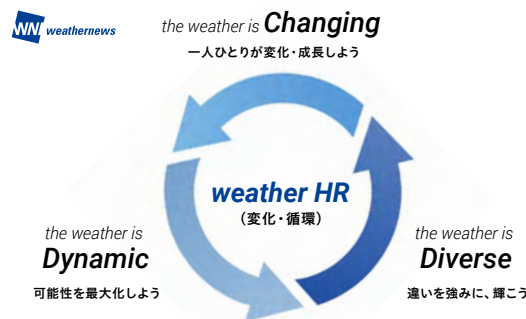 WNI weathernews
the weather is Changing
一人ひとりが変化・成長しよう
weather HR
（変化・循環）
the weather is
Dynamic
可能性を最大化しよう
the weather is
Diverse
違いを強みに、輝こう